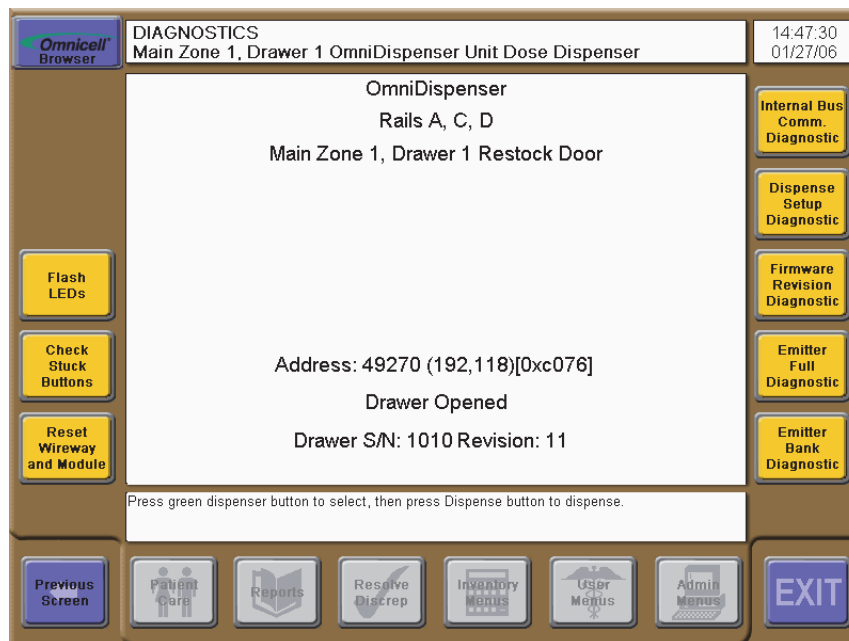 Omnicell®
Browser
DIAGNOSTICS
Main Zone 1, Drawer 1 OmniDispenser Unit Dose Dispenser
14:47:30
01/27/06
OmniDispenser
Rails A, C, D
Main Zone 1, Drawer 1 Restock Door
Address: 49270 (192,118)[0xc076]
Drawer Opened
Drawer S/N: 1010 Revision: 11
Flash
LEDs
Check
Stuck
Buttons
Reset
Wireway
and Module
Internal Bus
Comm.
Diagnostic
Dispense
Setup
Diagnostic
Firmware
Revision
Diagnostic
Emitter
Full
Diagnostic
Emitter
Bank
Diagnostic
Press green dispenser button to select, then press Dispense button to dispense.
Previous
Screen
Patient
Care
Reports
Resolve
Discrep
Inventory
Menus
User
Menus
Admin
Menus
EXIT